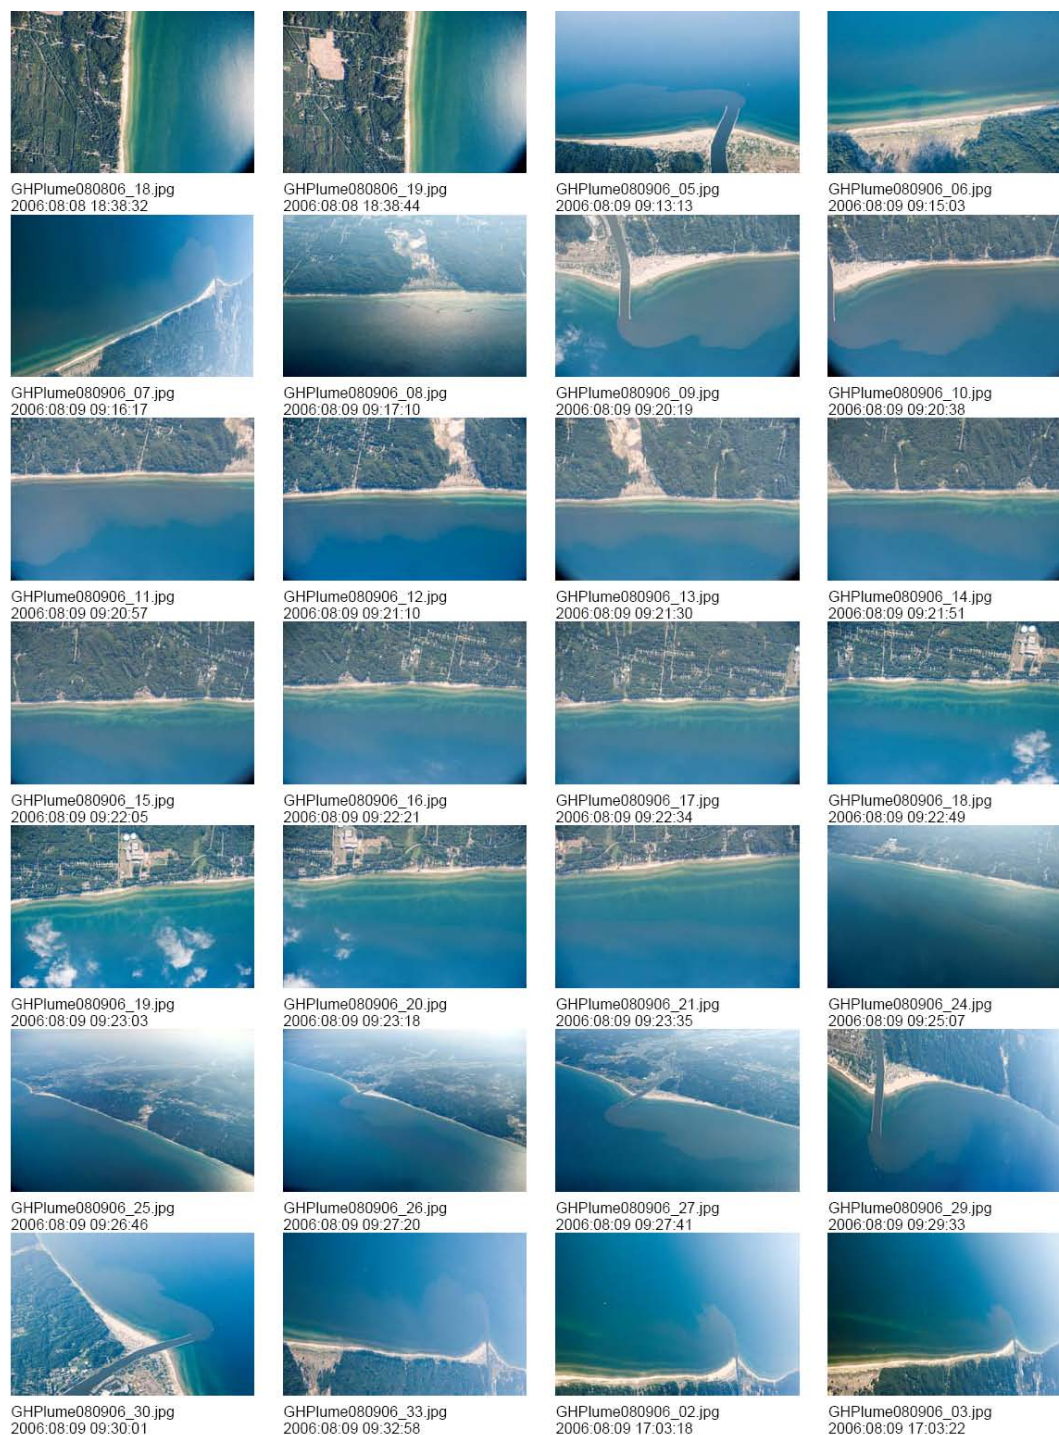 GHPlume080806_18.jpg
2006:08:08 18:38:32
GHPlume080806_19.jpg
2006:08:08 18:38:44
GHPlume080906_05.jpg
2006:08:09 09:13:13
GHPlume080906_06.jpg
2006:08:09 09:15:03
GHPlume080906_07.jpg
2006:08:09 09:16:17
GHPlume080906_08.jpg
2006:08:09 09:17:10
GHPlume080906_09.jpg
2006:08:09 09:20:19
GHPlume080906_10.jpg
2006:08:09 09:20:38
GHPlume080906_11.jpg
2006:08:09 09:20:57
GHPlume080906_12.jpg
2006:08:09 09:21:10
GHPlume080906_13.jpg
2006:08:09 09:21:30
GHPlume080906_14.jpg
2006:08:09 09:21:51
GHPlume080906_15.jpg
2006:08:09 09:22:05
GHPlume080906_16.jpg
2006:08:09 09:22:21
GHPlume080906_17.jpg
2006:08:09 09:22:34
GHPlume080906_18.jpg
2006:08:09 09:22:49
GHPlume080906_19.jpg
2006:08:09 09:23:03
GHPlume080906_20.jpg
2006:08:09 09:23:18
GHPlume080906_21.jpg
2006:08:09 09:23:35
GHPlume080906_24.jpg
2006:08:09 09:25:07
GHPlume080906_25.jpg
2006:08:09 09:26:46
GHPlume080906_26.jpg
2006:08:09 09:27:20
GHPlume080906_27.jpg
2006:08:09 09:27:41
GHPlume080906_29.jpg
2006:08:09 09:29:33
GHPlume080906_30.jpg
2006:08:09 09:30:01
GHPlume080906_33.jpg
2006:08:09 09:32:58
GHPlume080906_02.jpg
2006:08:09 17:03:18
GHPlume080906_03.jpg
2006:08:09 17:03:22